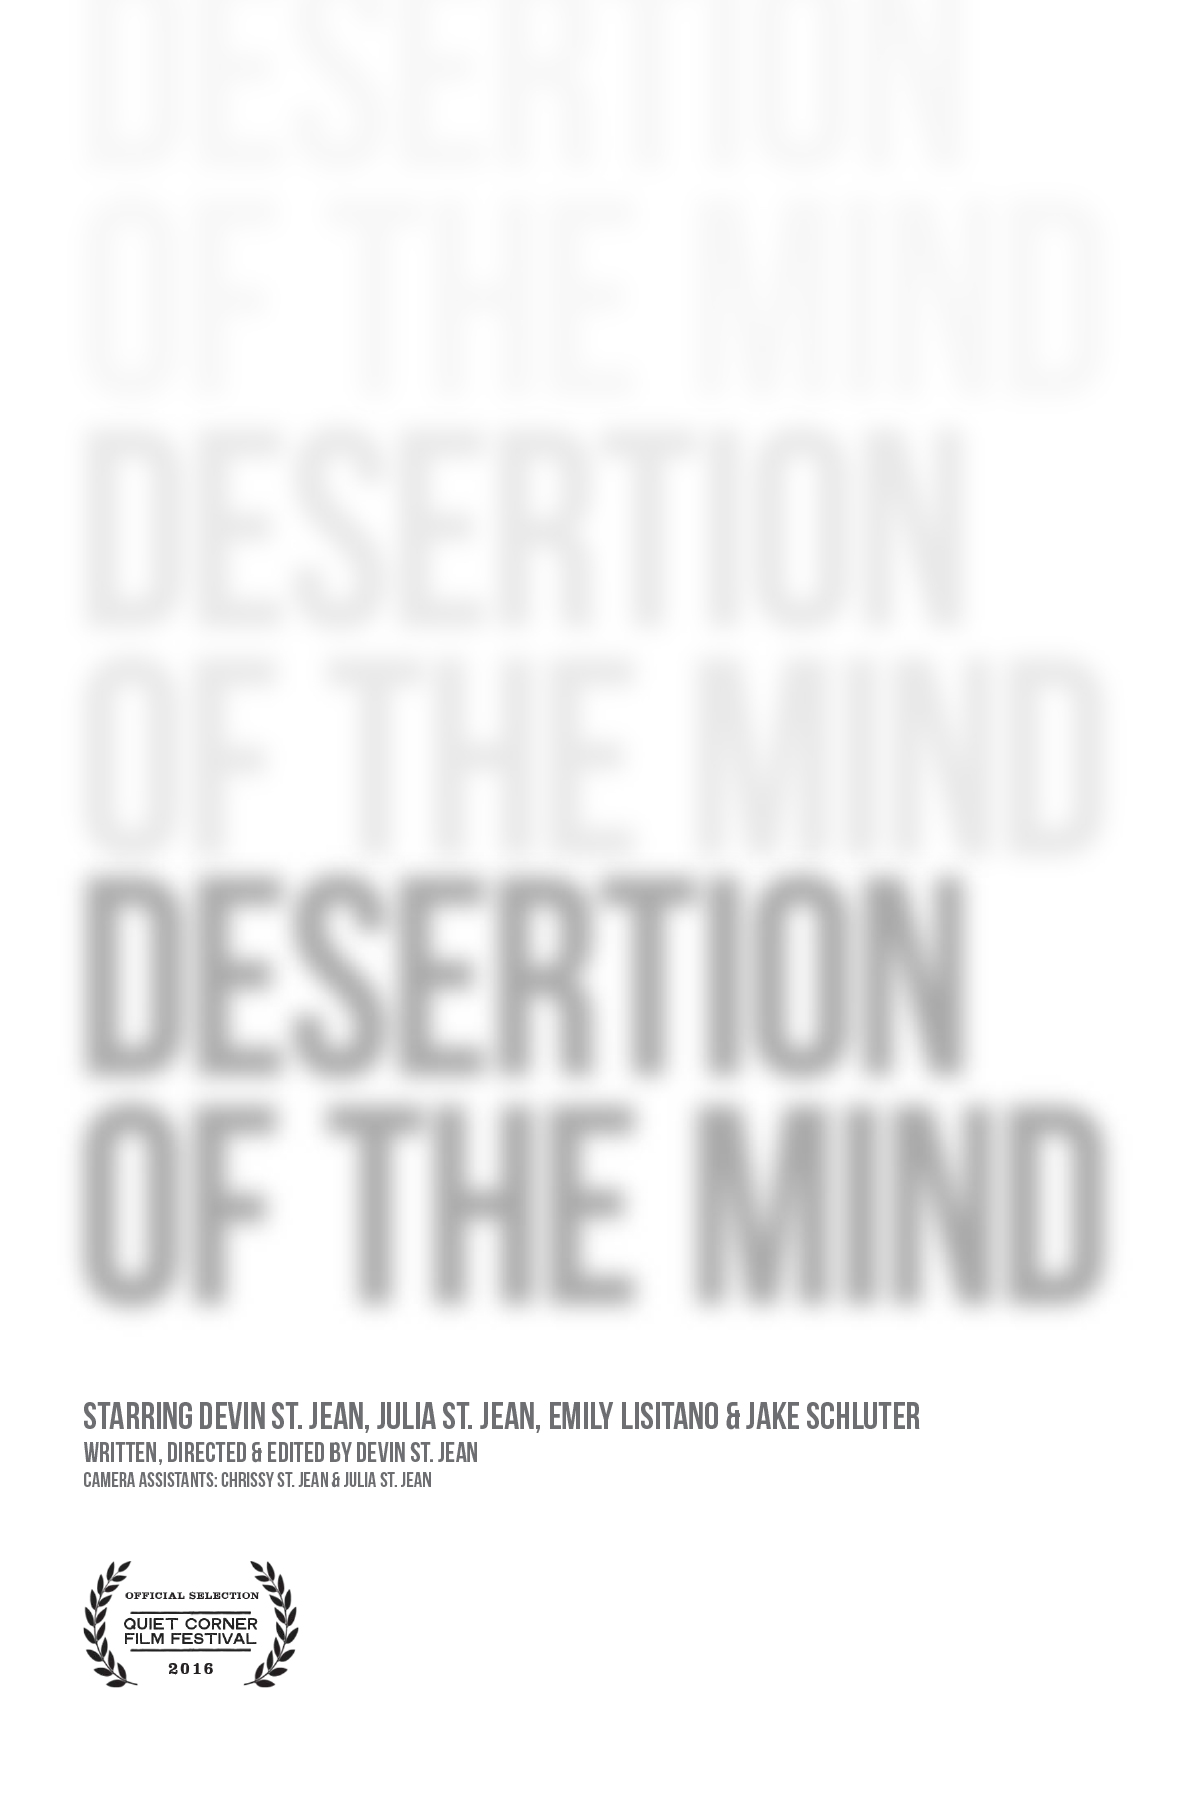 DESERTION
OF THE MIND
DESERTION
OF THE MIND
DESERTION
OF THE MIND
STARRING DEVIN ST. JEAN, JULIA ST. JEAN, EMILY LISITANO & JAKE SCHLUTER
WRITTEN, DIRECTED & EDITED BY DEVIN ST. JEAN
CAMERA ASSISTANTS: CHRISSY ST. JEAN & JULIA ST. JEAN
OFFICIAL SELECTION
QUIET CORNER
FILM FESTIVAL
2016